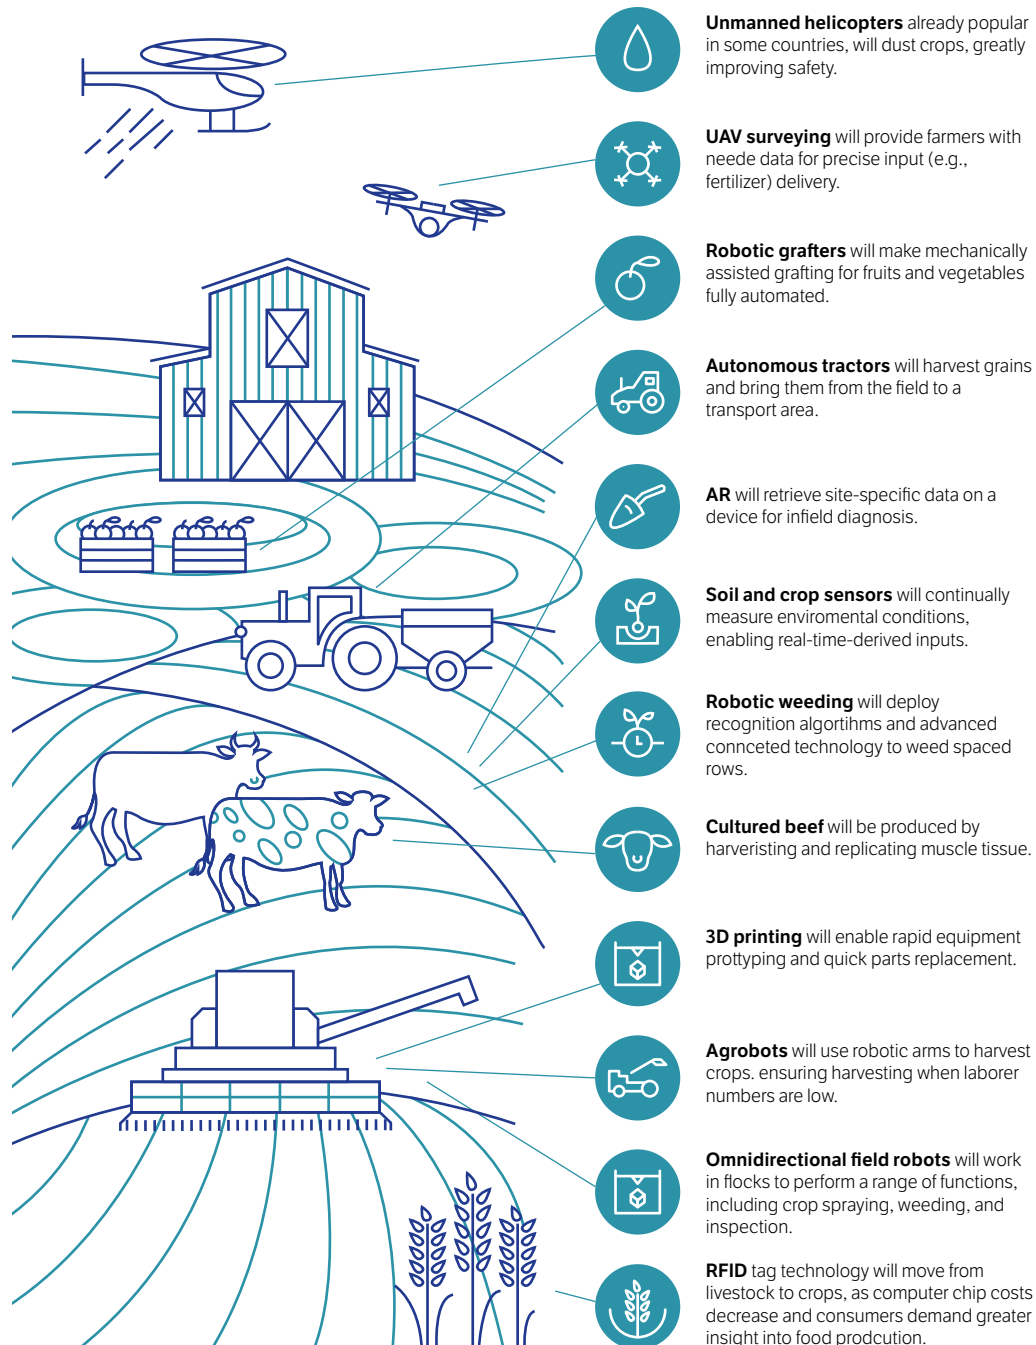 Unmanned helicopters already popular
in some countries, will dust crops, greatly
improving safety.
UAV surveying will provide farmers with
neede data for precise input (e.g.,
fertilizer) delivery.
Robotic grafters will make mechanically
assisted grafting for fruits and vegetables
fully automated.
Autonomous tractors will harvest grains
and bring them from the field to a
transport area.
AR will retrieve site-specific data on a
device for infield diagnosis.
Soil and crop sensors will continually
measure enviromental conditions,
enabling real-time-derived inputs.
Robotic weeding will deploy
recognition algortihms and advanced
connceted technology to weed spaced
rows.
Cultured beef will be produced by
harveristing and replicating muscle tissue.
3D printing will enable rapid equipment
prottyping and quick parts replacement.
Agrobots will use robotic arms to harvest
crops. ensuring harvesting when laborer
numbers are low.
Omnidirectional field robots will work
in flocks to perform a range of functions,
including crop spraying, weeding, and
inspection.
RFID tag technology will move from
livestock to crops, as computer chip costs
decrease and consumers demand greater
insight into food prodcution.